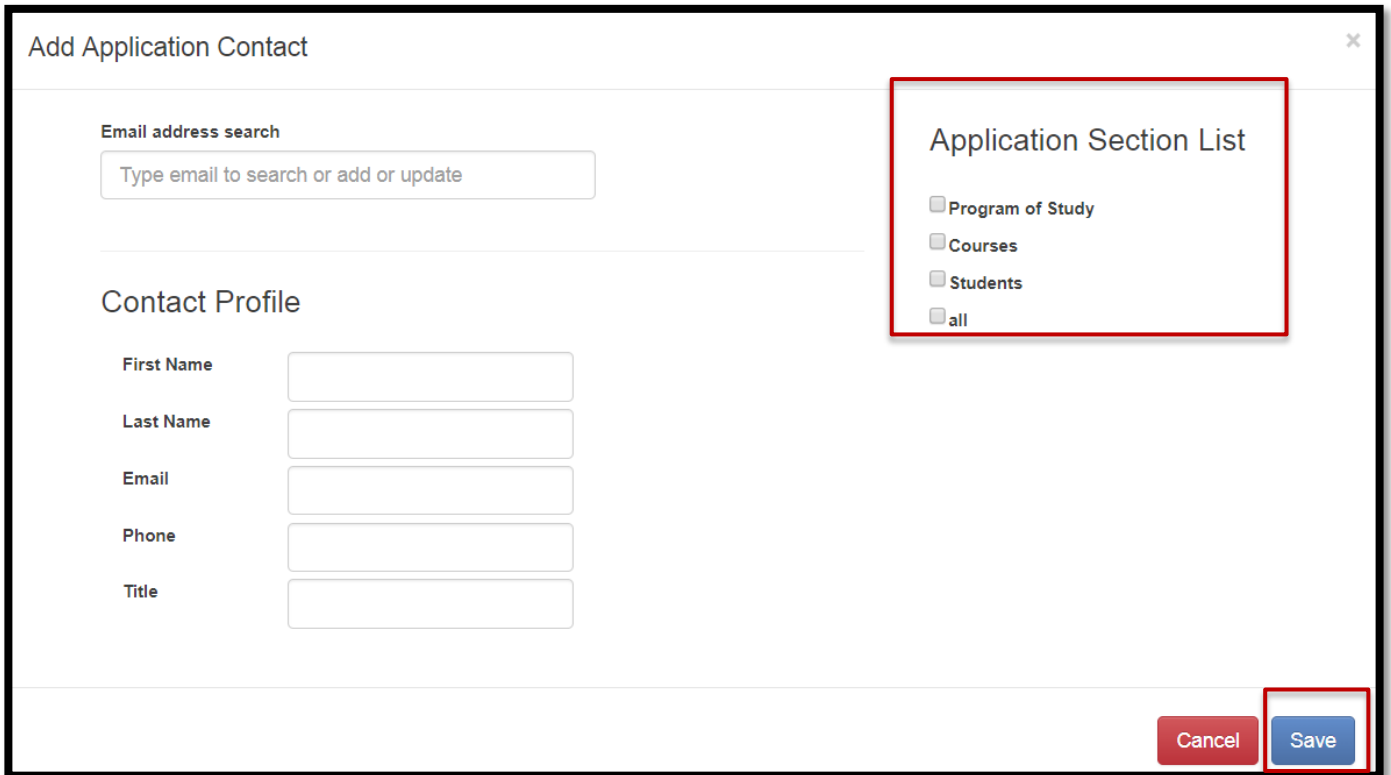 Add Application Contact
×
Email address search
Type email to search or add or update
Contact Profile
First Name
Last Name
Email
Phone
Title
Application Section List
Program of Study
Courses
Students
all
Cancel
Save